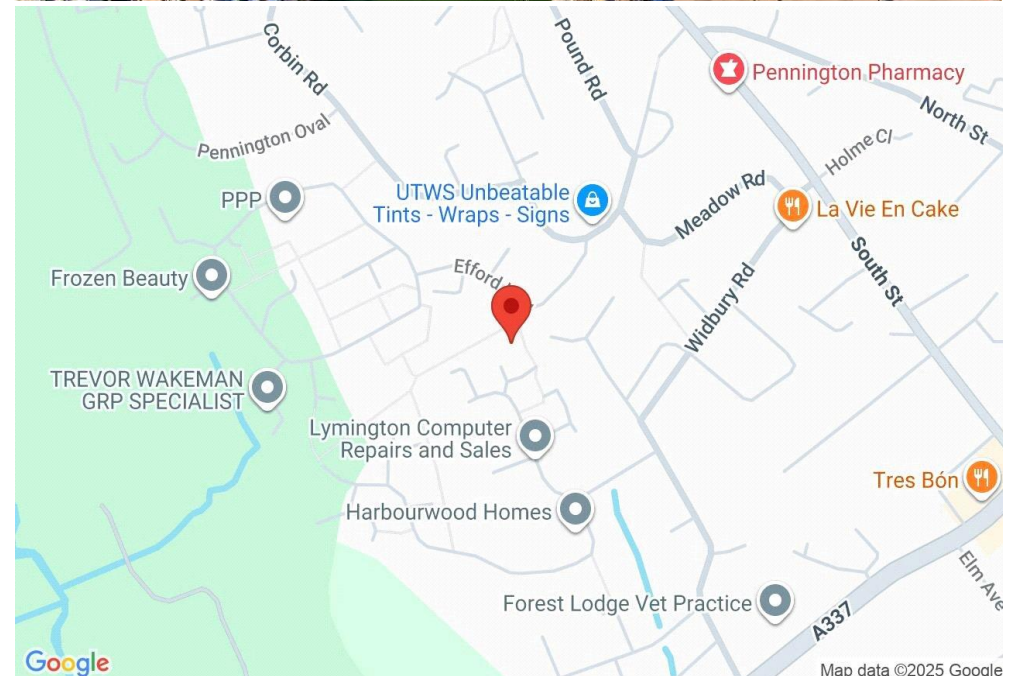 Corbin Rd
Pound Rd
Pennington Pharmacy
North St
Pennington Oval
Holme Cl
PPP
UTWS Unbeatable
Tints - Wraps - Signs
Meadow Rd
La Vie En Cake
Frozen Beauty
Efford
South St
Widbury Rd
TREVOR WAKEMAN
GRP SPECIALIST
Lymington Computer
Repairs and Sales
Tres Bón
Harbourwood Homes
Elm Ave
Forest Lodge Vet Practice
A337
Google
Map data ©2025 Google